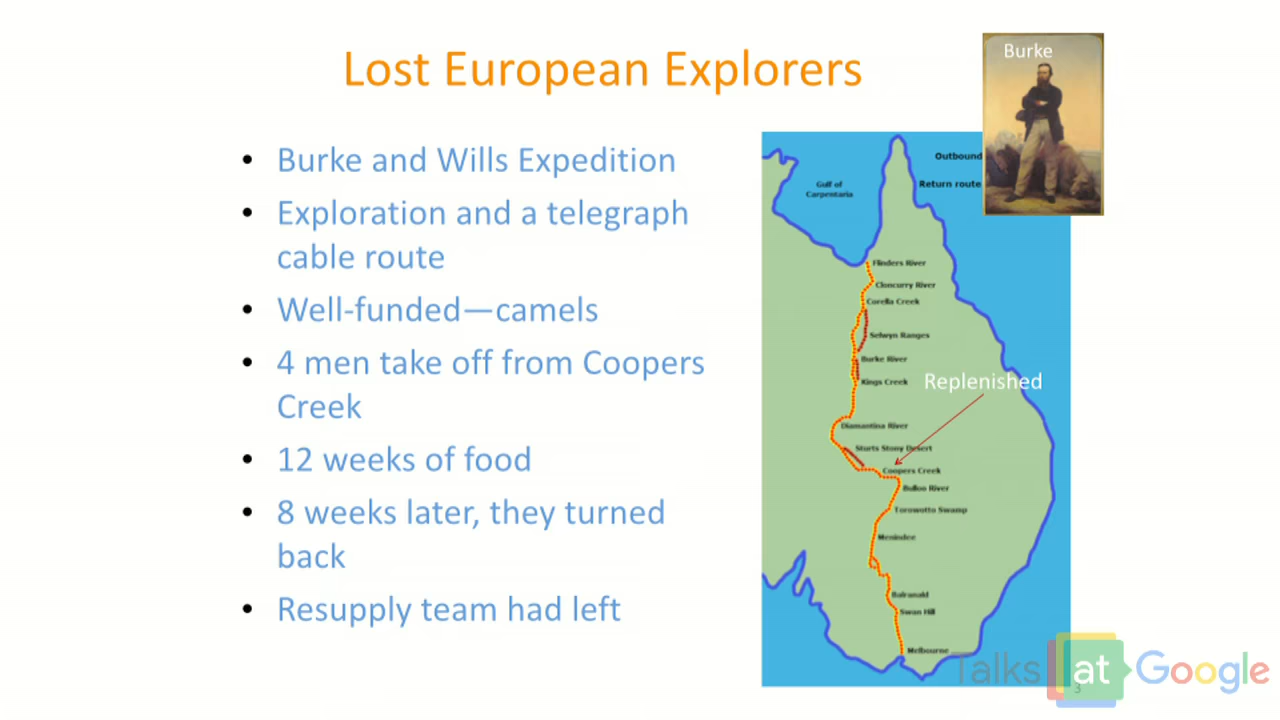 Lost European Explorers
Burke
• Burke and Wills Expedition
• Exploration and a telegraph
cable route
• Well-funded—camels
• 4 men take off from Coopers
Creek
• 12 weeks of food
• 8 weeks later, they turned
back
• Resupply team had left
Outbound
Gulf of
Carpentaria
Return route
Flinders River
Cloncurry River
Corella Creek
Selwyn Ranges
Burke River
Kings Creek
Replenished
Diamantina River
Sturts Stony Desert
Coopers Creek
Bulloo River
Torowotto Swamp
Menindee
Balranald
Swan Hill
Melbourne
Talks at Google
3